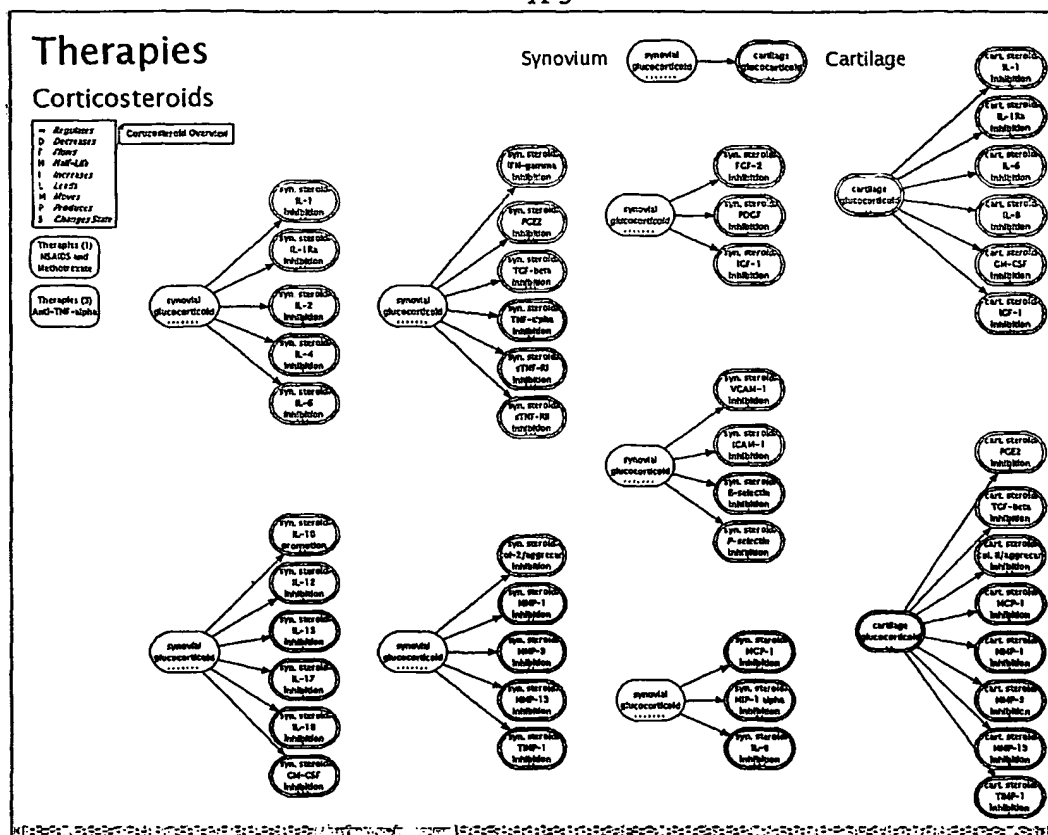 Therapies
Corticosteroids
Regulates
D Decreases
F Flows
H Half-Life
I Increases
L Leads
M Moves
P Produces
S Changes State
Corticosteroid Overview
Therapies (1)
NSAIDS and
Methotrexate
Therapies (3)
Anti-TNF-alpha
Synovium
synovial
glucocorticoid
cartilage
glucocorticoid
Cartilage
synovial
glucocorticoid
syn. steroid
IL-1
inhibition
syn. steroid
IL-1Ra
inhibition
syn. steroid
IL-2
inhibition
syn. steroid
IL-4
inhibition
syn. steroid
IL-6
inhibition
synovial
glucocorticoid
syn. steroid
IFN-gamma
inhibition
syn. steroid
PGE2
inhibition
syn. steroid
TGF-beta
inhibition
syn. steroid
TNF-alpha
inhibition
syn. steroid
sTNF-RI
inhibition
syn. steroid
sTNF-RII
inhibition
synovial
glucocorticoid
syn. steroid
FGF-2
inhibition
syn. steroid
PDGF
inhibition
syn. steroid
IGF-1
inhibition
cartilage
glucocorticoid
cart. steroid
IL-1
inhibition
cart. steroid
IL-1Ra
inhibition
cart. steroid
IL-6
inhibition
cart. steroid
IL-8
inhibition
cart. steroid
GM-CSF
inhibition
cart. steroid
IGF-1
inhibition
synovial
glucocorticoid
syn. steroid
VCAM-1
inhibition
syn. steroid
ICAM-1
inhibition
syn. steroid
E-selectin
inhibition
syn. steroid
P-selectin
inhibition
synovial
glucocorticoid
syn. steroid
IL-10
promotion
syn. steroid
IL-12
inhibition
syn. steroid
IL-13
inhibition
syn. steroid
IL-17
inhibition
syn. steroid
IL-18
inhibition
syn. steroid
GM-CSF
inhibition
synovial
glucocorticoid
syn. steroid
col-2/aggrecan
inhibition
syn. steroid
MMP-1
inhibition
syn. steroid
MMP-3
inhibition
syn. steroid
MMP-13
inhibition
syn. steroid
TIMP-1
inhibition
synovial
glucocorticoid
syn. steroid
MCP-1
inhibition
syn. steroid
MIP-1 alpha
inhibition
syn. steroid
IL-8
inhibition
cartilage
glucocorticoid
cart. steroid
PGE2
inhibition
cart. steroid
TGF-beta
inhibition
cart. steroid
col. II/aggrecan
inhibition
cart. steroid
MCP-1
inhibition
cart. steroid
MMP-1
inhibition
cart. steroid
MMP-3
inhibition
cart. steroid
MMP-13
inhibition
cart. steroid
TIMP-1
inhibition